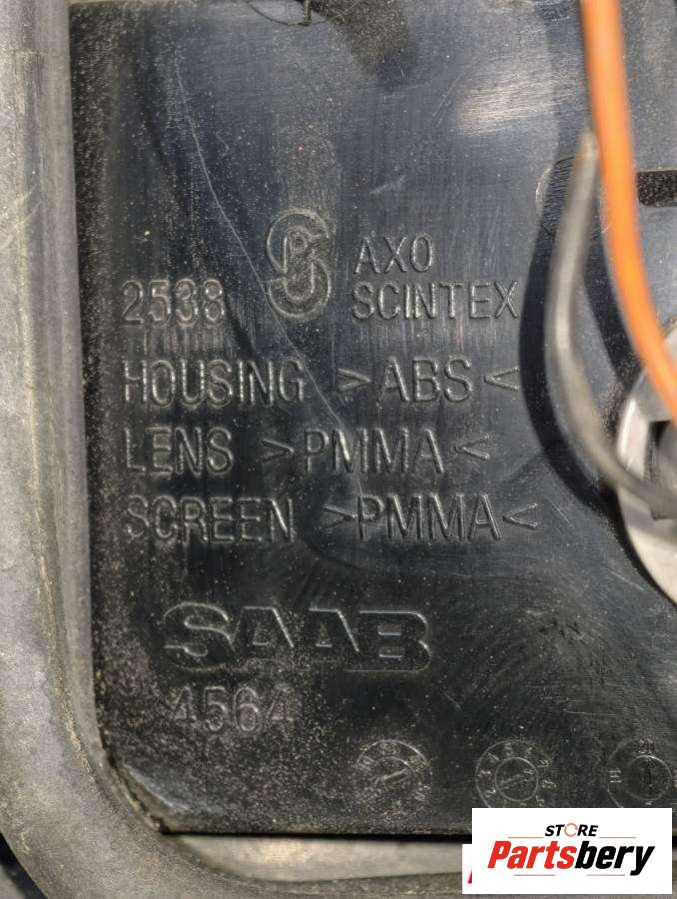 AXO
2538 SCINTEX
HOUSING >ABS<
LENS >PMMA<
SCREEN >PMMA<
SAAB
4564
STORE
Partsbery